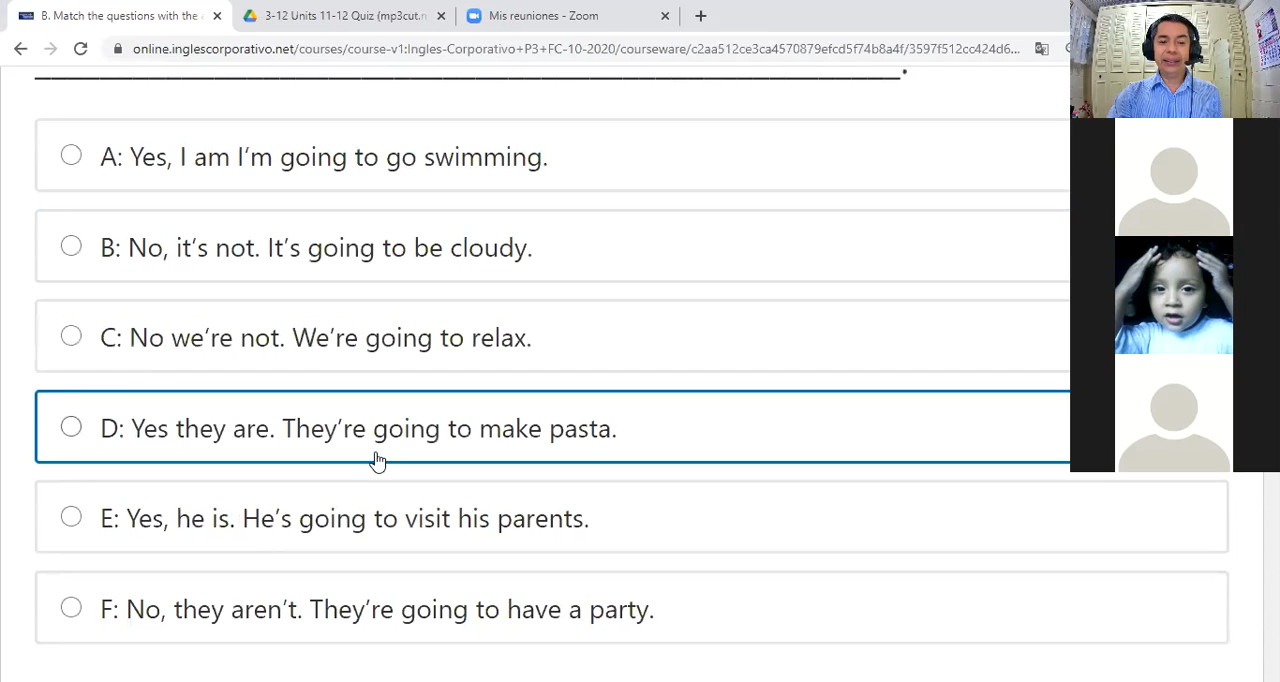 B. Match the questions with the
3-12 Units 11-12 Quiz (mp3cut.n
Mis reuniones - Zoom
online.inglescorporativo.net/courses/course-v1:Ingles-Corporativo+P3+FC-10-2020/courseware/c2aa512ce3ca4570879efcd5f74b8a4f/3597f512cc424d6...
A: Yes, I am I'm going to go swimming.
B: No, it's not. It's going to be cloudy.
C: No we're not. We're going to relax.
D: Yes they are. They're going to make pasta.
E: Yes, he is. He's going to visit his parents.
F: No, they aren't. They're going to have a party.